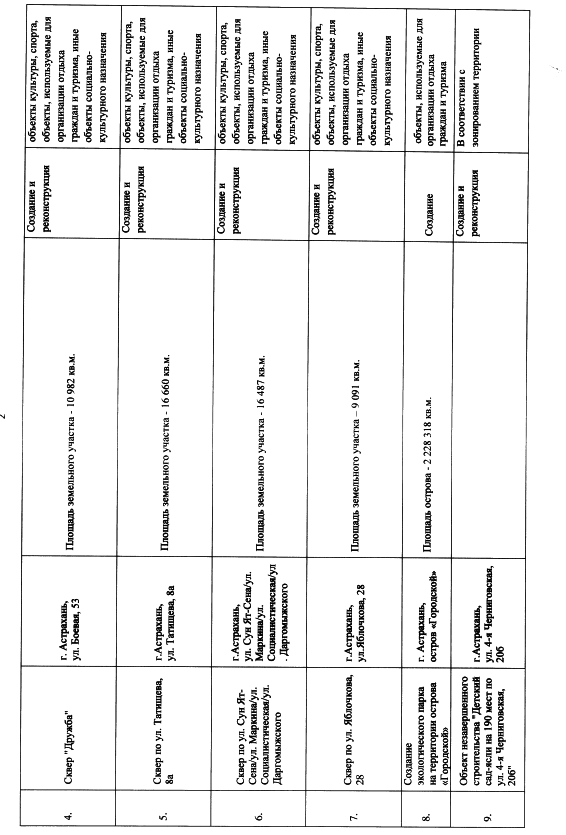 2
4.
Сквер "Дружба"
г. Астрахань,
ул. Боевая, 53
Площадь земельного участка - 10 982 кв.м.
Создание и
реконструкция
объекты культуры, спорта,
объекты, используемые для
организации отдыха
граждан и туризма, иные
объекты социально-
культурного назначения
5.
Сквер по ул. Татищева,
8а
г.Астрахань,
ул. Татищева, 8а
Площадь земельного участка - 16 660 кв.м.
Создание и
реконструкция
объекты культуры, спорта,
объекты, используемые для
организации отдыха
граждан и туризма, иные
объекты социально-
культурного назначения
6.
Сквер по ул. Сун Ят-
Сена/ул. Маркина/ул.
Социалистическая/ул.
Даргомыжского
г.Астрахань,
ул. Сун Ят-Сена/ул.
Маркина/ул.
Социалистическая/ул
. Даргомыжского
Площадь земельного участка - 16 487 кв.м.
Создание и
реконструкция
объекты культуры, спорта,
объекты, используемые для
организации отдыха
граждан и туризма, иные
объекты социально-
культурного назначения
7.
Сквер по ул. Яблочкова,
28
г.Астрахань,
ул.Яблочкова, 28
Площадь земельного участка – 9 091 кв.м.
Создание и
реконструкция
объекты культуры, спорта,
объекты, используемые для
организации отдыха
граждан и туризма, иные
объекты социально-
культурного назначения
8.
Создание
экологического парка
на территории острова
«Городской»
г. Астрахань,
остров «Городской»
Площадь острова - 2 228 318 кв.м.
Создание
объекты, используемые для
организации отдыха
граждан и туризма
9.
Объект незавершенного
строительства "Детский
сад-ясли на 190 мест по
ул. 4-я Черниговская,
20б"
г.Астрахань,
ул. 4-я Черниговская,
20б
Создание и
реконструкция
В соответствии с
зонированием территории